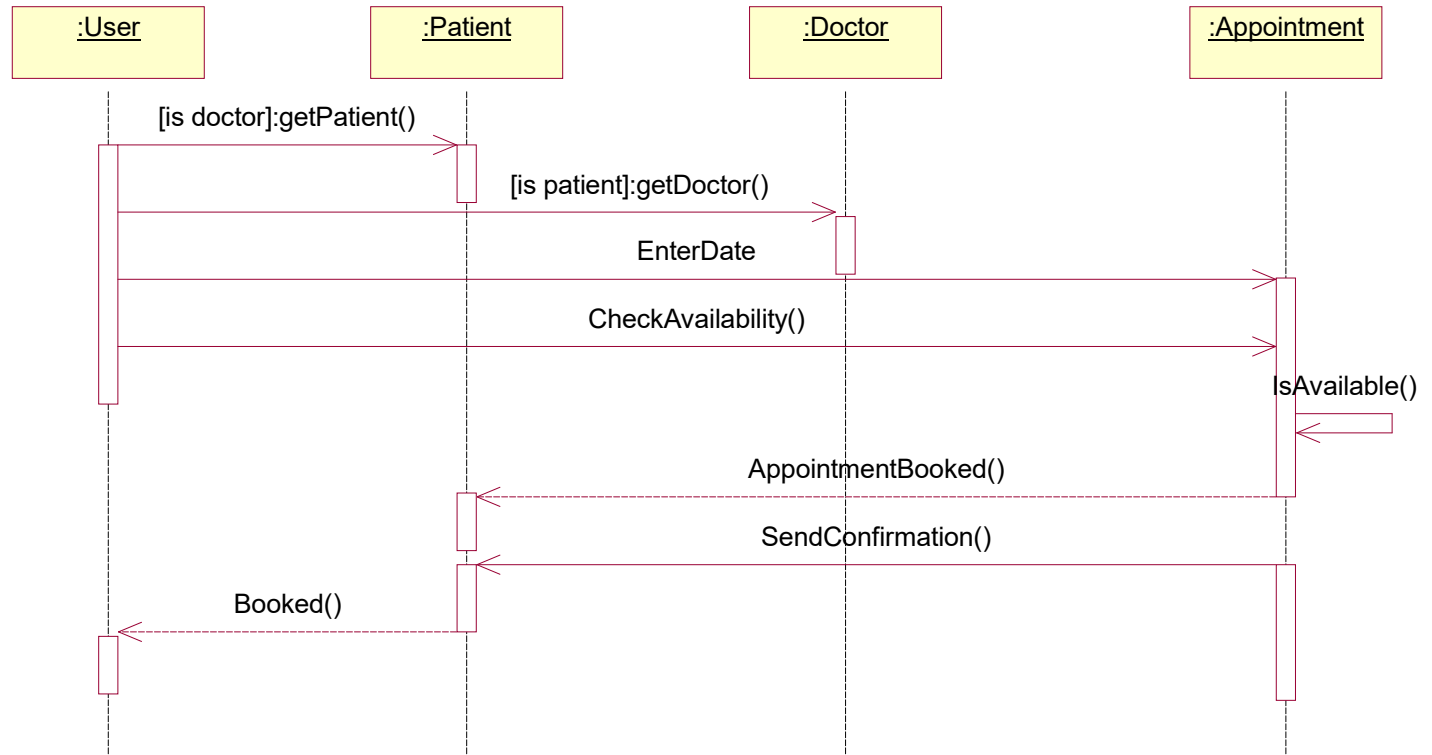 :User
:Patient
:Doctor
:Appointment
[is doctor]:getPatient()
[is patient]:getDoctor()
EnterDate
CheckAvailability()
IsAvailable()
AppointmentBooked()
SendConfirmation()
Booked()